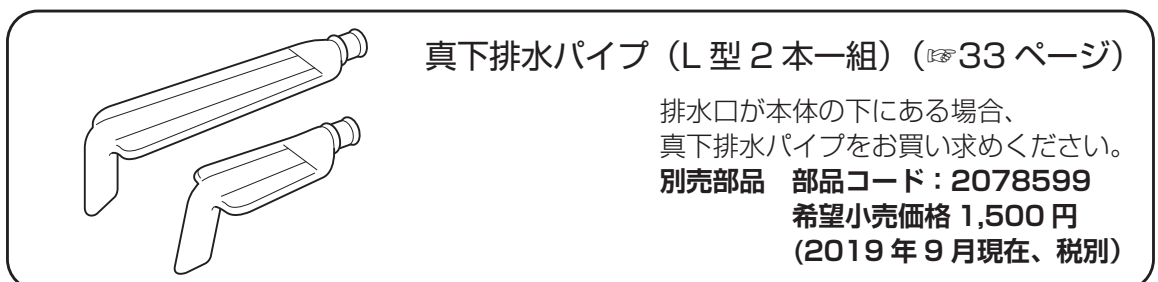 真下排水パイプ（L 型 2 本一組）（☞33 ページ）
排水口が本体の下にある場合、
真下排水パイプをお買い求めください。
別売部品　部品コード：2078599
希望小売価格 1,500 円
(2019 年 9 月現在、税別）